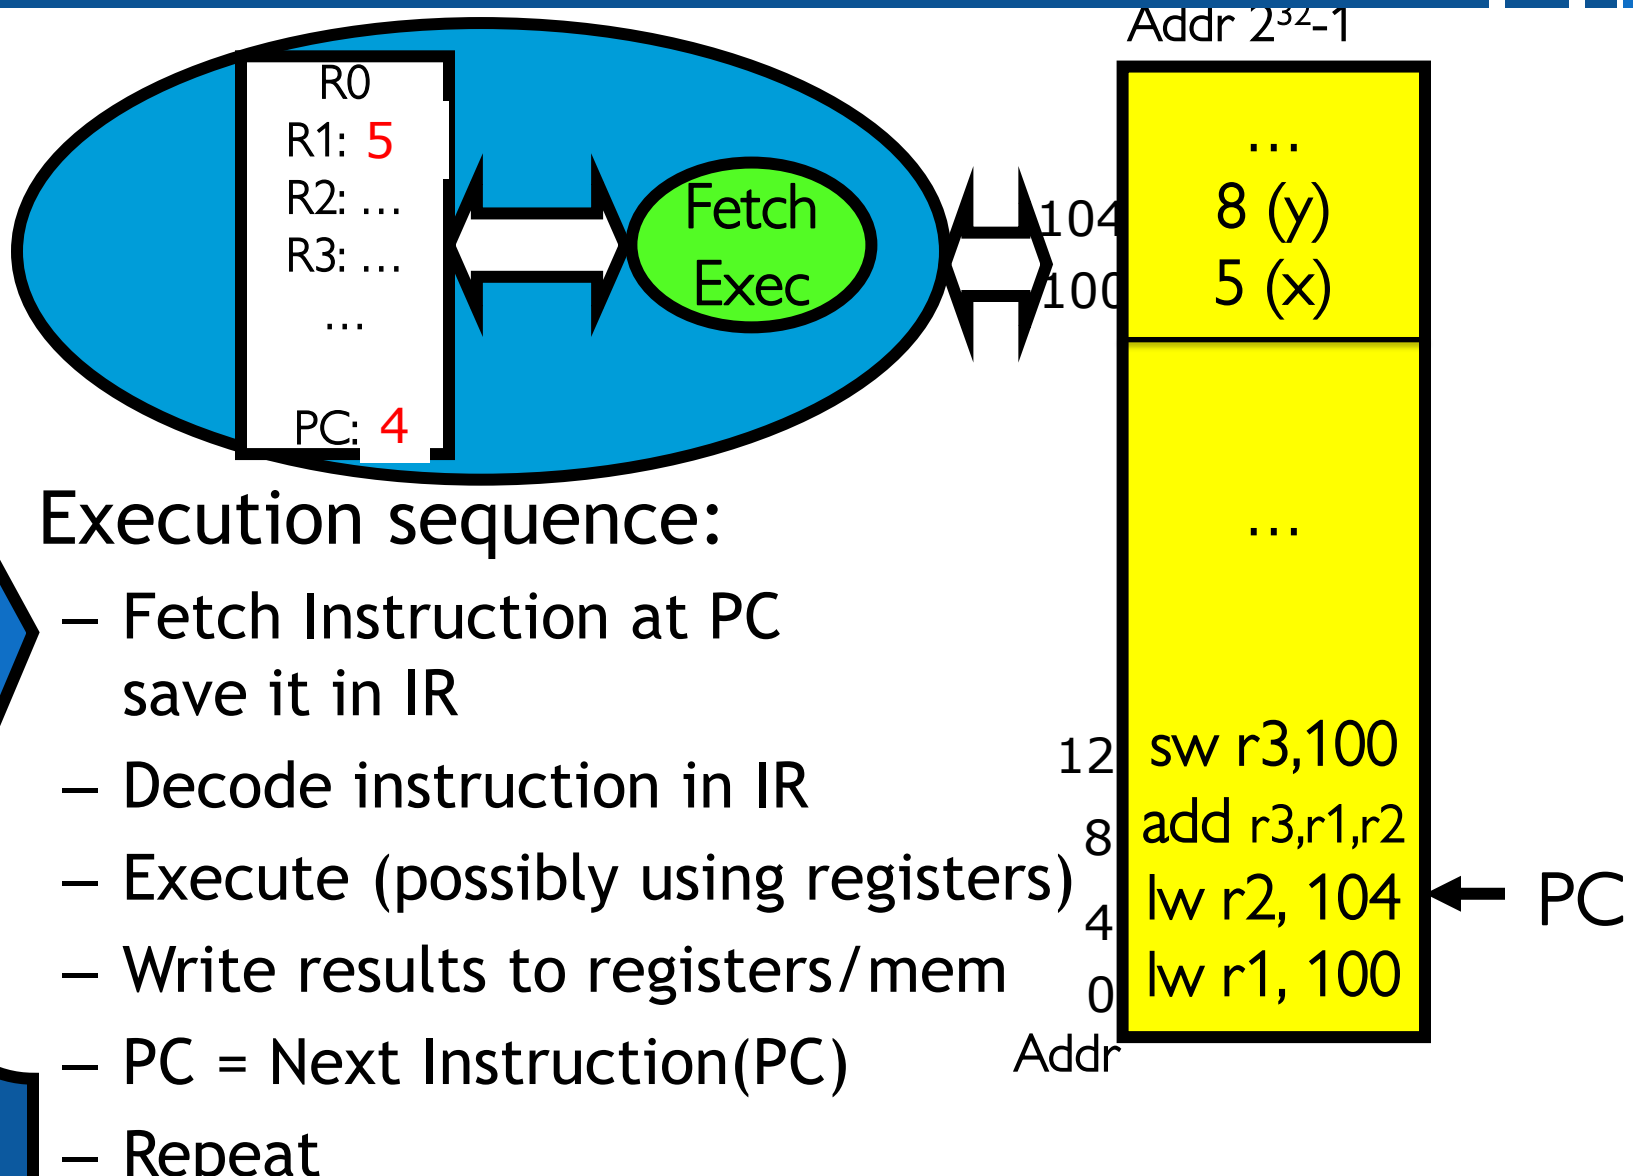 R0
R1: 5
R2: ...
R3: ...
...
PC: 4
Fetch
Exec
Addr 2³²-1
...
104 8 (y)
100 5 (x)
...
12 sw r3,100
8 add r3,r1,r2
4 lw r2, 104 PC
0 lw r1, 100
Addr
Execution sequence:
– Fetch Instruction at PC
save it in IR
– Decode instruction in IR
– Execute (possibly using registers)
– Write results to registers/mem
– PC = Next Instruction(PC)
– Repeat